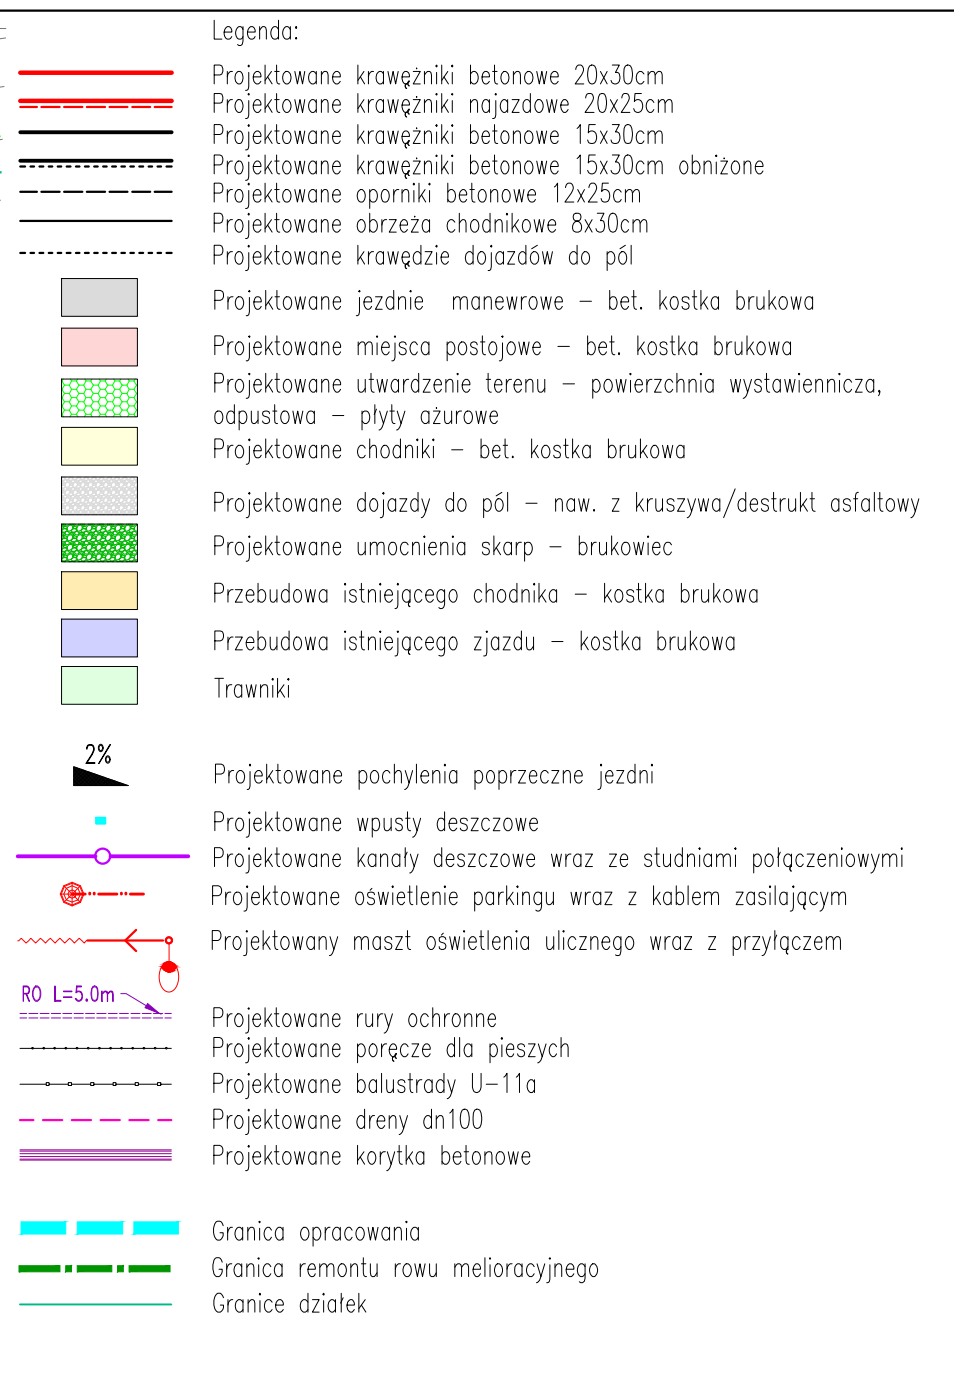 Legenda:
Projektowane krawężniki betonowe 20x30cm
Projektowane krawężniki najazdowe 20x25cm
Projektowane krawężniki betonowe 15x30cm
Projektowane krawężniki betonowe 15x30cm obniżone
Projektowane oporniki betonowe 12x25cm
Projektowane obrzeża chodnikowe 8x30cm
Projektowane krawędzie dojazdów do pól
Projektowane jezdnie manewrowe – bet. kostka brukowa
Projektowane miejsca postojowe – bet. kostka brukowa
Projektowane utwardzenie terenu – powierzchnia wystawiennicza,
odpustowa – płyty ażurowe
Projektowane chodniki – bet. kostka brukowa
Projektowane dojazdy do pól – naw. z kruszywa/destrukt asfaltowy
Projektowane umocnienia skarp – brukowiec
Przebudowa istniejącego chodnika – kostka brukowa
Przebudowa istniejącego zjazdu – kostka brukowa
Trawniki
2%
Projektowane pochylenia poprzeczne jezdni
Projektowane wpusty deszczowe
Projektowane kanały deszczowe wraz ze studniami połączeniowymi
Projektowane oświetlenie parkingu wraz z kablem zasilającym
Projektowany maszt oświetlenia ulicznego wraz z przyłączem
RO L=5.0m
Projektowane rury ochronne
Projektowane poręcze dla pieszych
Projektowane balustrady U–11a
Projektowane dreny dn100
Projektowane korytka betonowe
Granica opracowania
Granica remontu rowu melioracyjnego
Granice działek